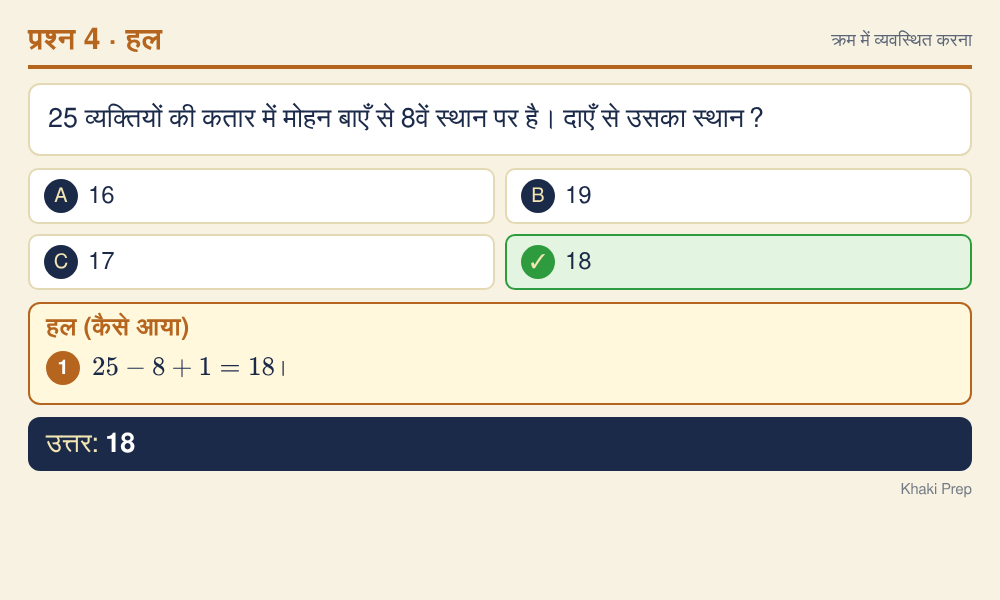 प्रश्न 4 · हल
क्रम में व्यवस्थित करना
25 व्यक्तियों की कतार में मोहन बाएँ से 8वें स्थान पर है। दाएँ से उसका स्थान?
A 16
B 19
C 17
✓ 18
हल (कैसे आया)
1 25 − 8 + 1 = 18।
उत्तर: 18
Khaki Prep